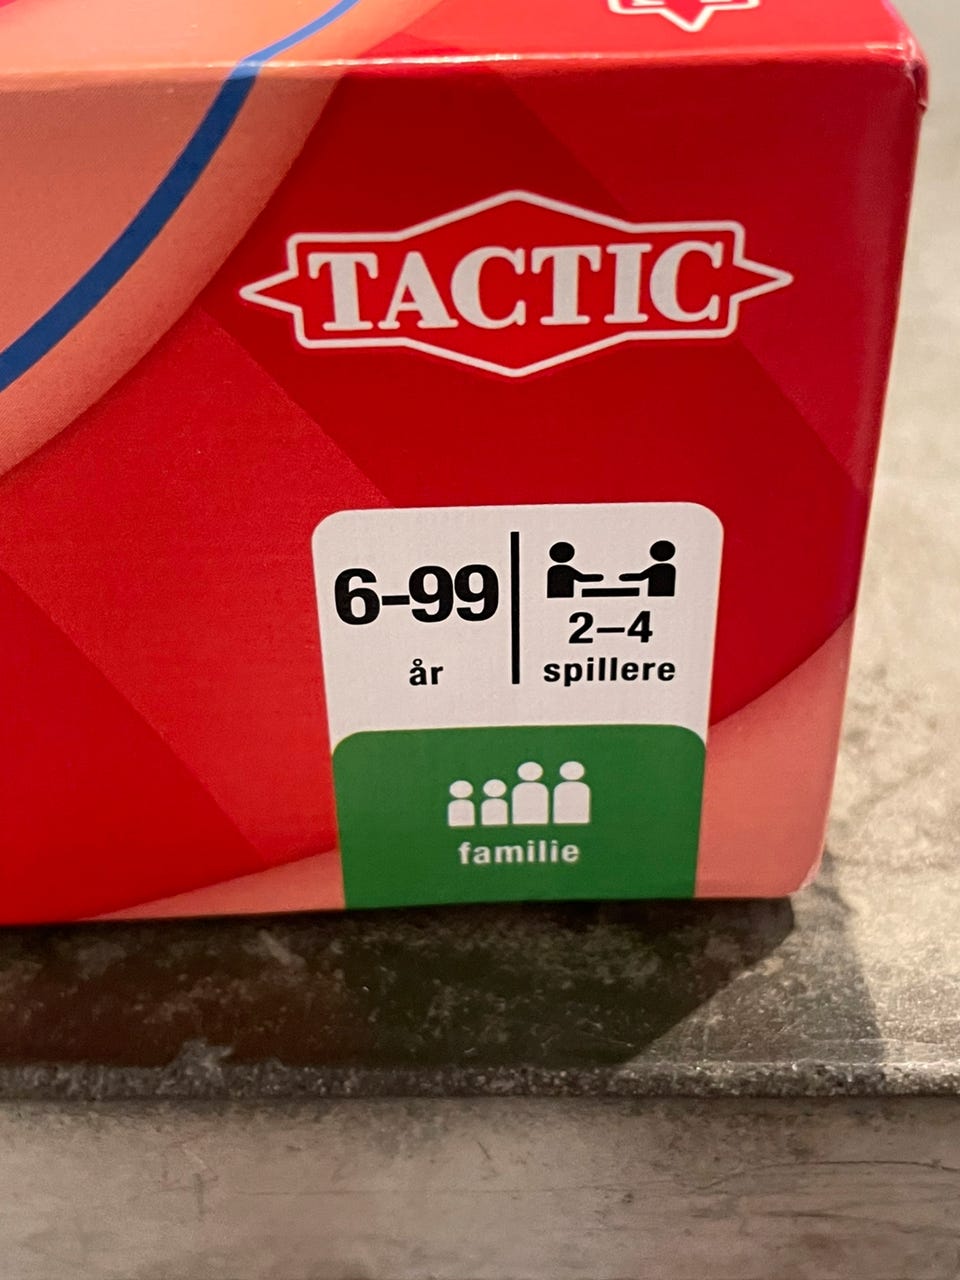 TACTIC
6-99
år
2–4
spillere
familie